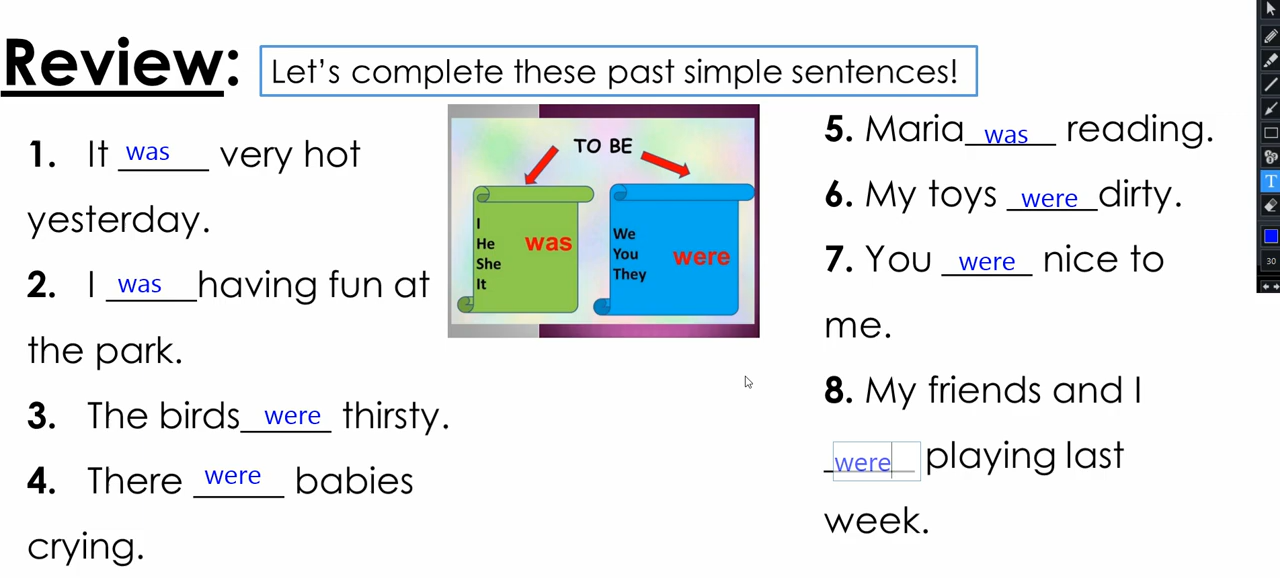 Review: Let's complete these past simple sentences!
1. It was very hot
yesterday.
2. I was having fun at
the park.
3. The birds were thirsty.
4. There were babies
crying.
TO BE
I
He
She
It
was
We
You
They
were
5. Maria was reading.
6. My toys were dirty.
7. You were nice to
me.
8. My friends and I
were playing last
week.
T
30